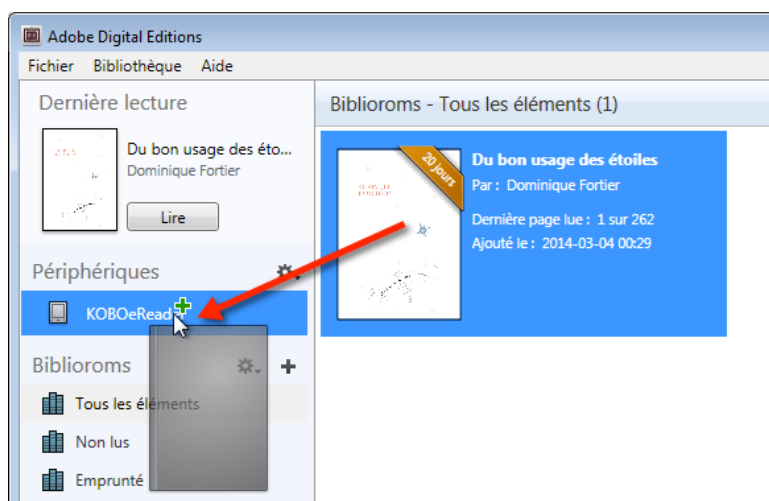 Adobe Digital Editions
Fichier Bibliothèque Aide
Dernière lecture
Du bon usage des éto...
Dominique Fortier
Lire
Périphériques
KOBOeRead
Biblioroms
Tous les éléments
Non lus
Emprunté
Biblioroms - Tous les éléments (1)
20 jours
Du bon usage des étoiles
Par : Dominique Fortier
Dernière page lue : 1 sur 262
Ajouté le : 2014-03-04 00:29